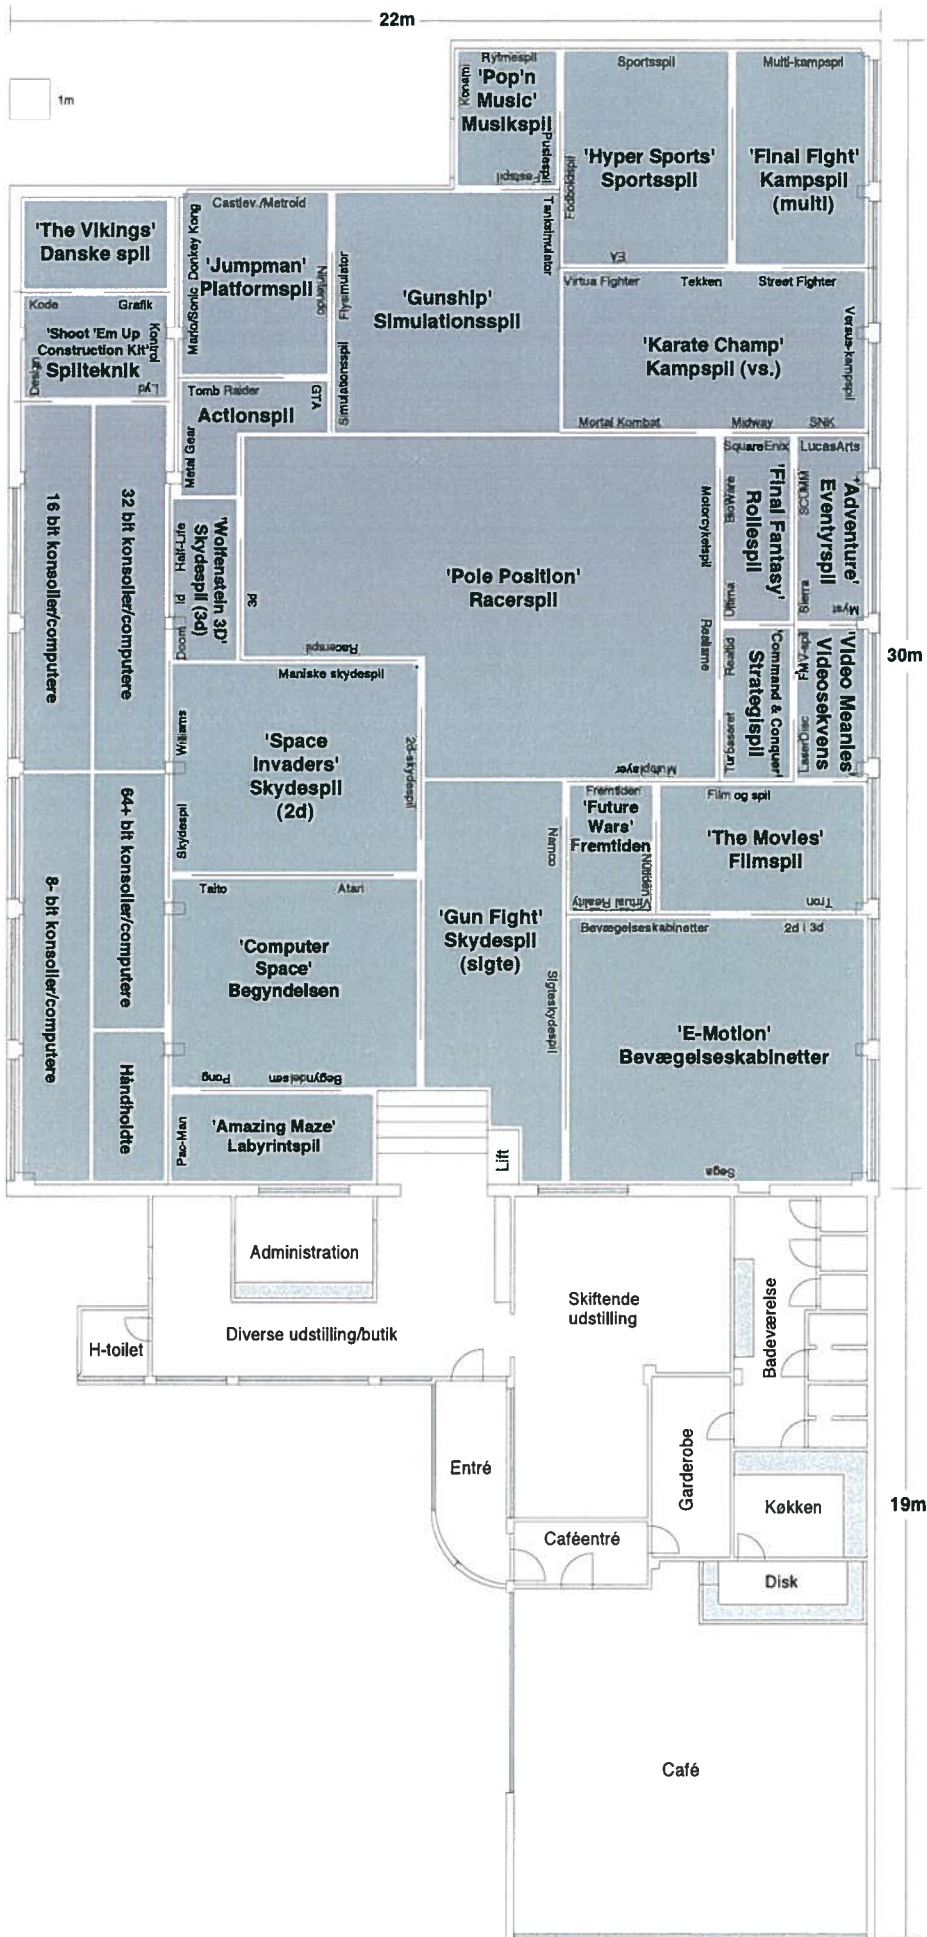 22m
1m
Rytmespil
Konami
'Pop'n
Music'
Musikspil
Puslespil
Festspil
Sportsspil
'Hyper Sports'
Sportsspil
Fodboldspil
EA
Multi-kampspil
'Final Fight'
Kampspil
(multi)
'The Vikings'
Danske spil
Castlev./Metroid
Mario/Sonic Donkey Kong
'Jumpman'
Platformspil
Nintendo
Tanksimulator
Flysimulator
'Gunship'
Simulationsspil
Simulationsspil
Virtua Fighter
Tekken
Street Fighter
'Karate Champ'
Kampspil (vs.)
Versus-kampspil
Mortal Kombat
Midway
SNK
Kode
Grafik
'Shoot 'Em Up
Construction Kit'
Spilteknik
Kontrol
Design
Lyd
Tomb Raider
GTA
Actionspil
Metal Gear
16 bit konsoller/computere
32 bit konsoller/computere
Half-Life
id
Doom
'Wolfenstein 3D'
Skydespil (3d)
3d
'Pole Position'
Racerspil
Motorcykelspil
Realisme
Racerspil
Multiplayer
SquareEnix
BioWare
Ultima
'Final Fantasy'
Rollespil
LucasArts
SCUMM
Sierra
'Adventure'
Eventyrspil
Myst
Realtid
Turbaseret
'Command & Conquer'
Strategispil
FMV-spil
LaserDisc
'Video Meanies'
Videosekvens
30m
Maniske skydespil
Williams
Skydespil
'Space
Invaders'
Skydespil
(2d)
2d-skydespil
8- bit konsoller/computere
64+ bit konsoller/computere
Håndholdte
Fremtiden
'Future
Wars'
Fremtiden
Nutiden
Virtual Reality
Film og spil
'The Movies'
Filmspil
Tron
Namco
'Gun Fight'
Skydespil
(sigte)
Sigteskydespil
Taito
Atari
'Computer
Space'
Begyndelsen
Pong
Begyndelsen
Bevægelseskabinetter
2d i 3d
'E-Motion'
Bevægelseskabinetter
Sega
Pac-Man
'Amazing Maze'
Labyrintspil
Lift
Administration
Diverse udstilling/butik
H-toilet
Skiftende
udstilling
Badeværelse
Entré
Garderobe
Køkken
19m
Caféentré
Disk
Café